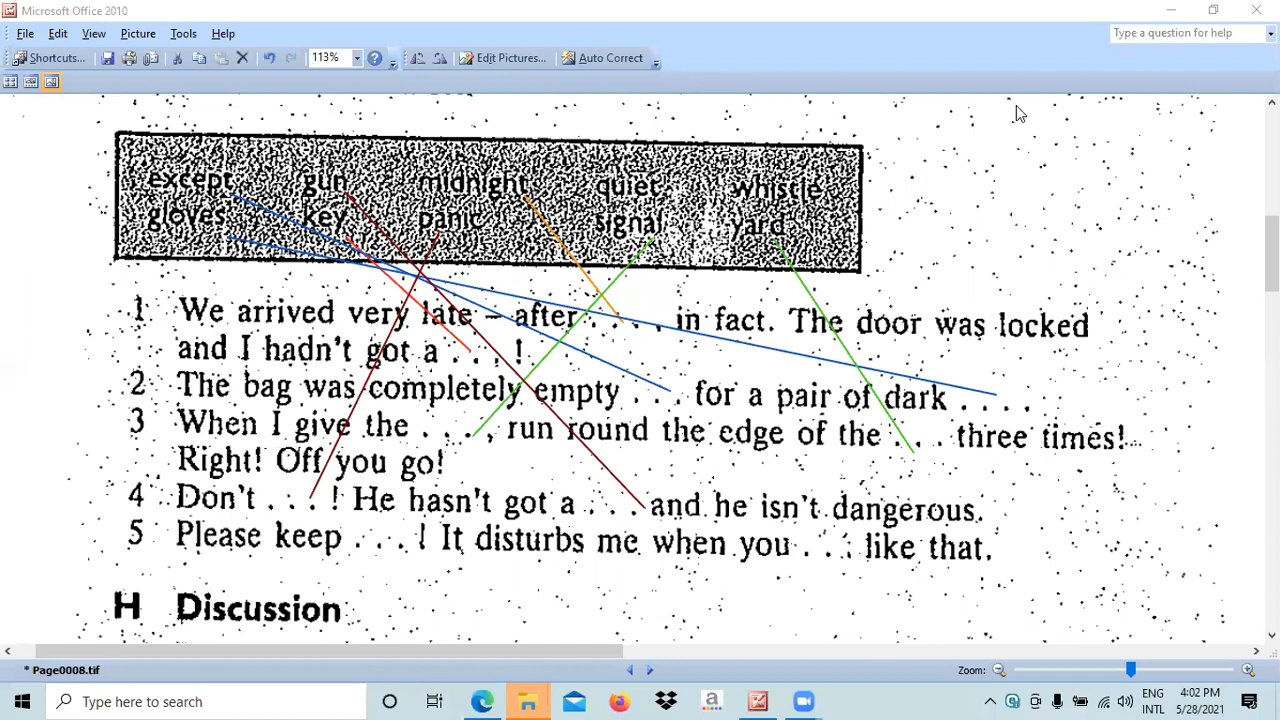 Microsoft Office 2010
File Edit View Picture Tools Help
Type a question for help
Shortcuts... 113% Edit Pictures... Auto Correct
except gun midnight quiet whistle
gloves key panic signal yard
1 We arrived very late – after . . . . in fact. The door was locked
and I hadn't got a . . . !
2 The bag was completely empty . . . for a pair of dark . . . .
3 When I give the . . . , run round the edge of the . . . three times!
Right! Off you go!
4 Don't . . . ! He hasn't got a . . . and he isn't dangerous.
5 Please keep . . . ! It disturbs me when you . . . like that.
H Discussion
* Page0008.tif
Zoom:
Type here to search
ENG
INTL
4:02 PM
5/28/2021